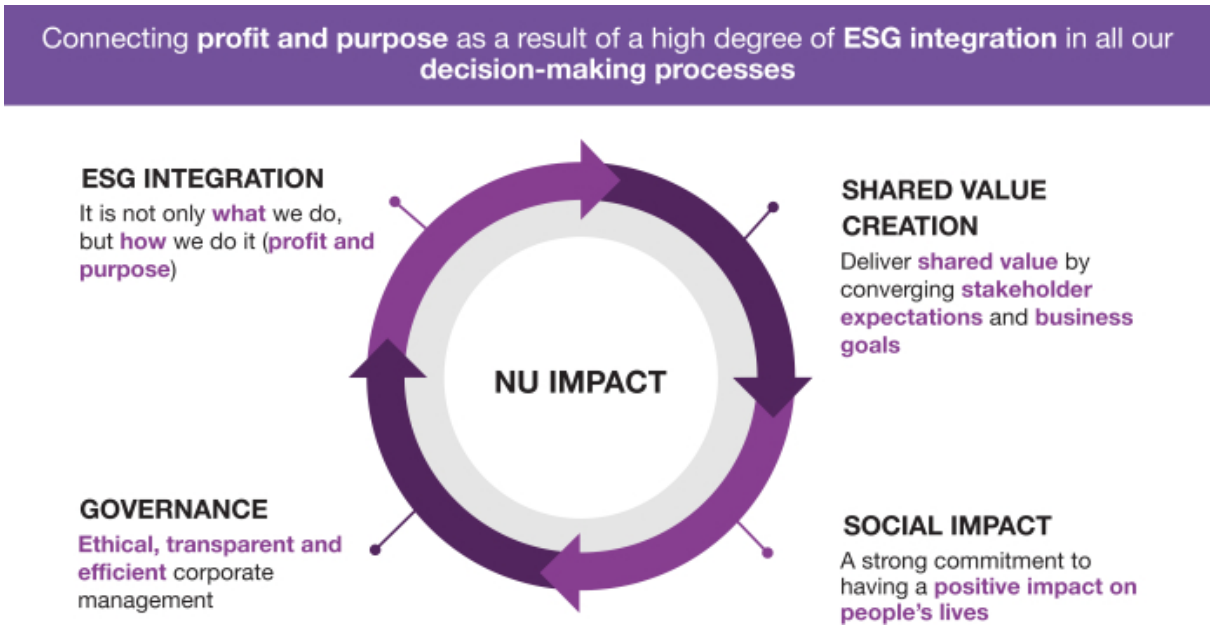 Connecting profit and purpose as a result of a high degree of ESG integration in all our
decision-making processes
ESG INTEGRATION
It is not only what we do,
but how we do it (profit and
purpose)
SHARED VALUE
CREATION
Deliver shared value by
converging stakeholder
expectations and business
goals
NU IMPACT
GOVERNANCE
Ethical, transparent and
efficient corporate
management
SOCIAL IMPACT
A strong commitment to
having a positive impact on
people's lives